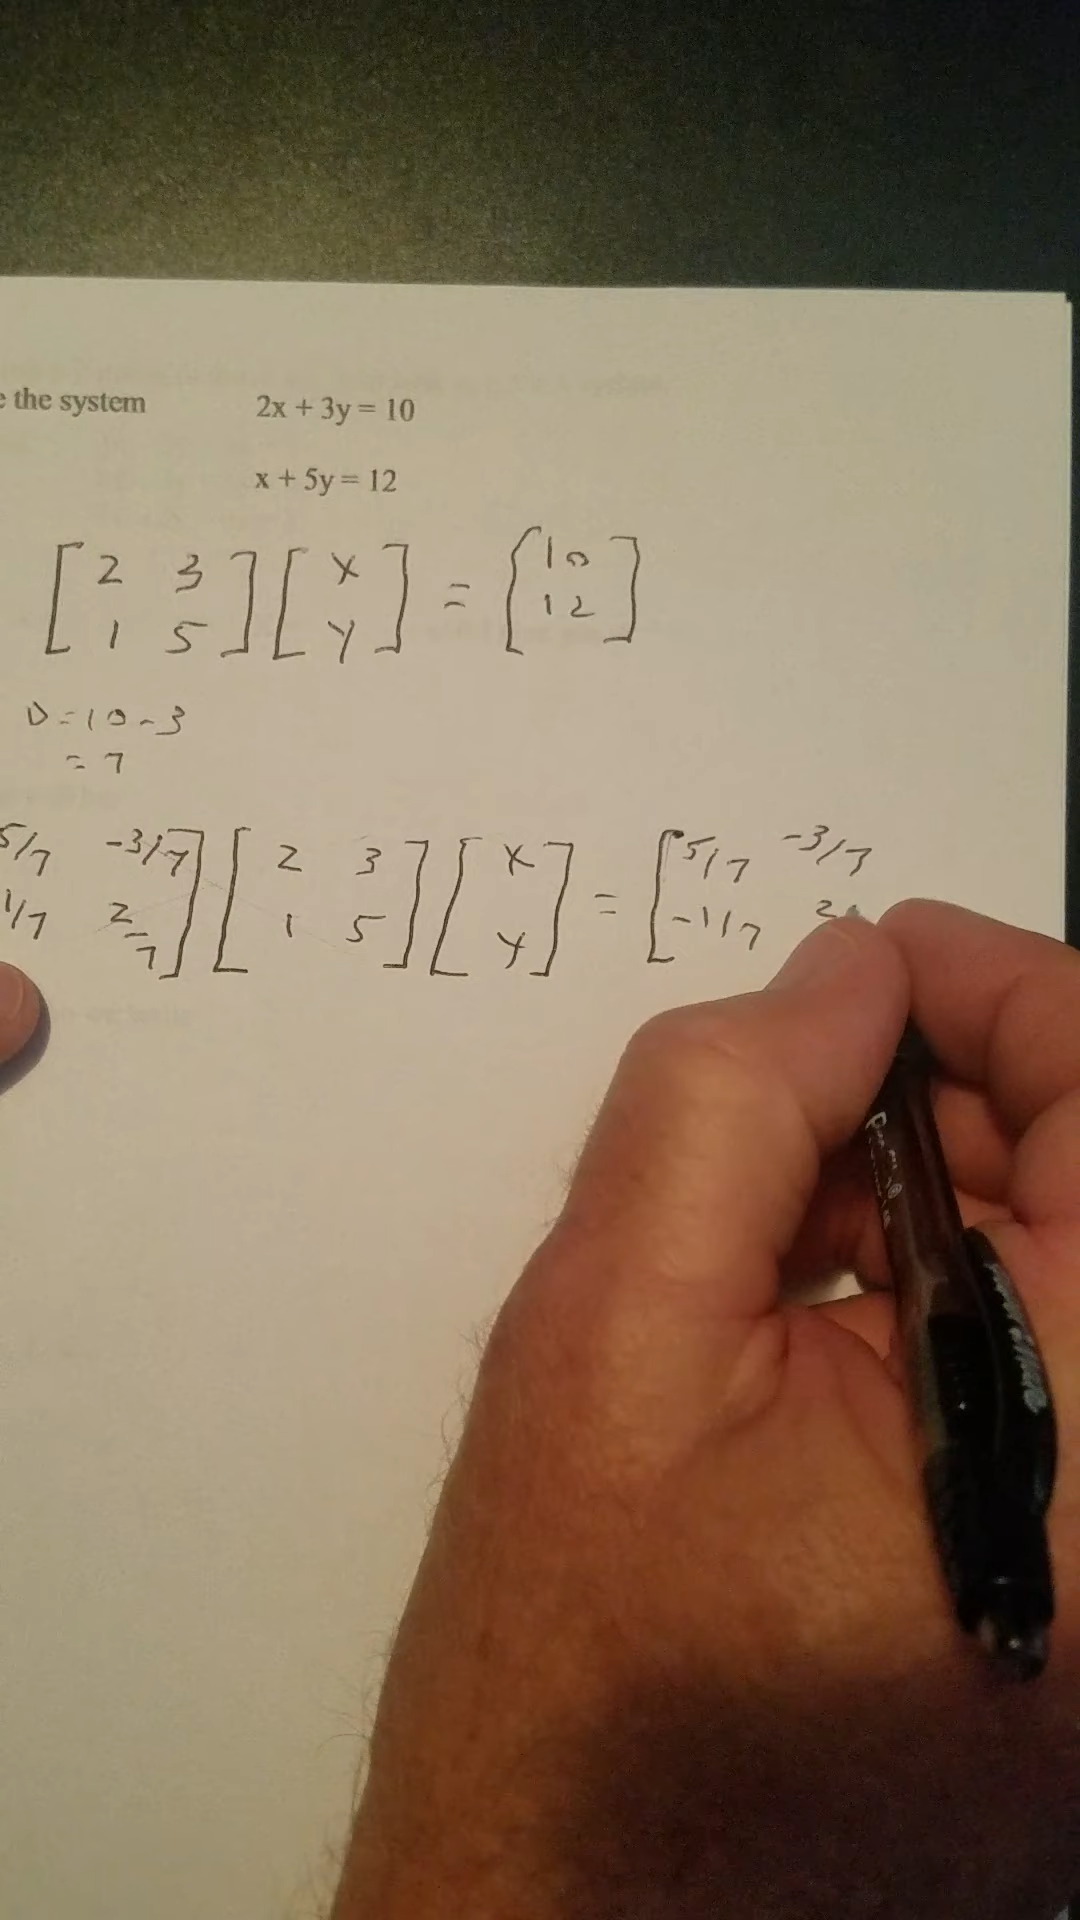 the system 2x + 3y = 10
x + 5y = 12
[2 3] [x] = [10]
[1 5] [y] [12]
D = 10 - 3
= 7
5/7 -3/7] [2 3] [x] = [5/7 -3/7
1/7 2/7] [1 5] [y] [-1/7 2